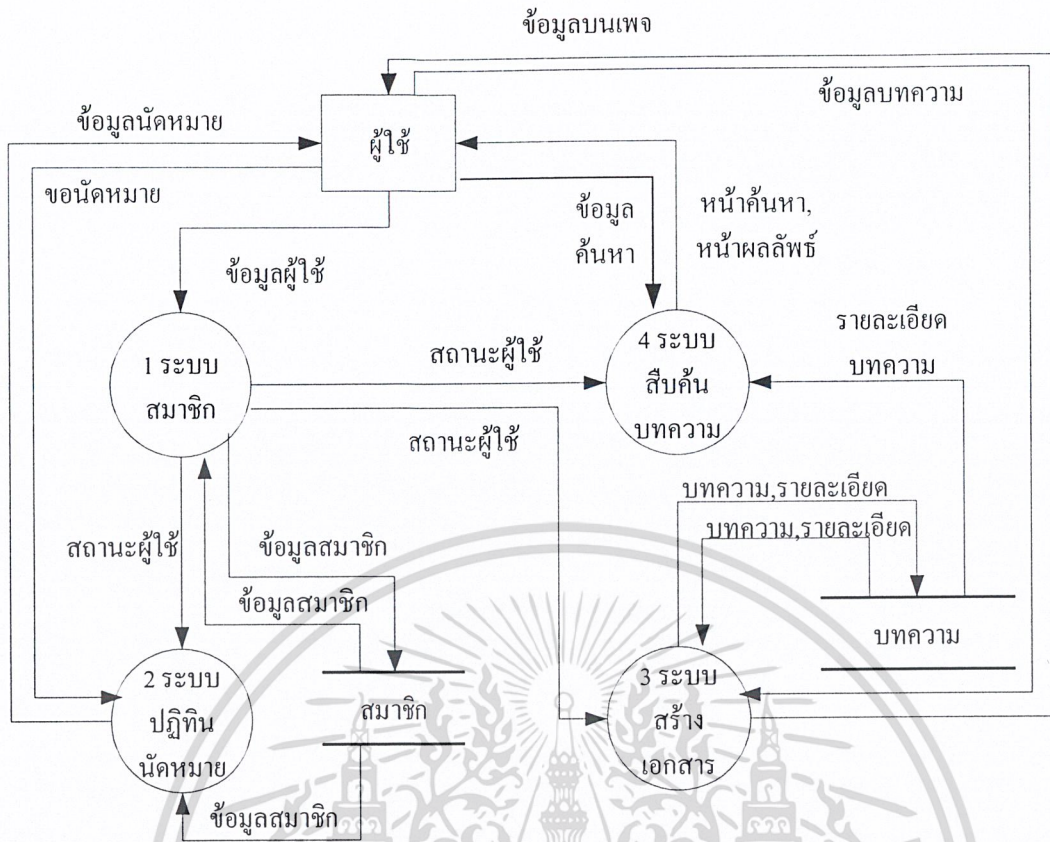 ข้อมูลบนเพจ
ข้อมูลบทความ
ข้อมูลนัดหมาย
ผู้ใช้
ขอนัดหมาย
ข้อมูล
ค้นหา
หน้าค้นหา,
หน้าผลลัพธ์
ข้อมูลผู้ใช้
รายละเอียด
บทความ
1 ระบบ
สมาชิก
สถานะผู้ใช้
4 ระบบ
สืบค้น
บทความ
สถานะผู้ใช้
บทความ,รายละเอียด
บทความ,รายละเอียด
สถานะผู้ใช้
ข้อมูลสมาชิก
ข้อมูลสมาชิก
บทความ
2 ระบบ
ปฏิทิน
นัดหมาย
สมาชิก
3 ระบบ
สร้าง
เอกสาร
ข้อมูลสมาชิก